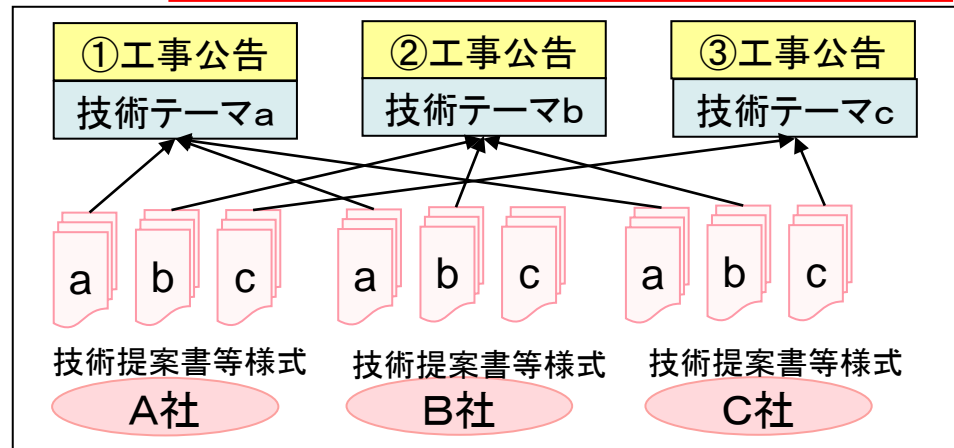 ①工事公告
技術テーマa
②工事公告
技術テーマb
③工事公告
技術テーマc
a
b
c
a
b
c
a
b
c
技術提案書等様式
技術提案書等様式
技術提案書等様式
A社
B社
C社